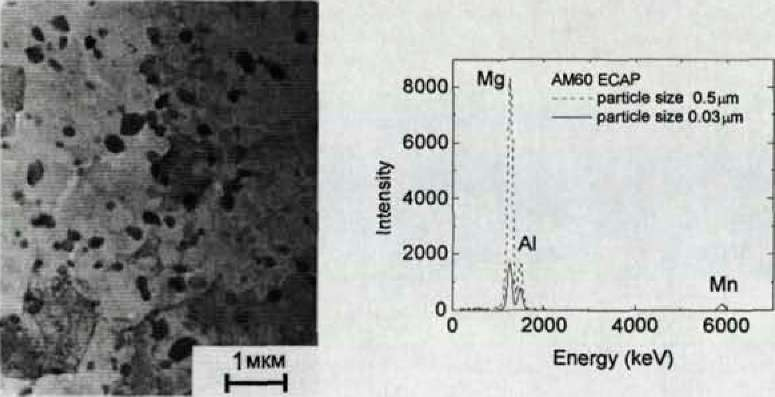 1 мкм
Mg
AM60 ECAP
particle size 0.5μm
particle size 0.03μm
8000
6000
4000
2000
0
Intensity
Al
Mn
0
2000
4000
6000
Energy (keV)